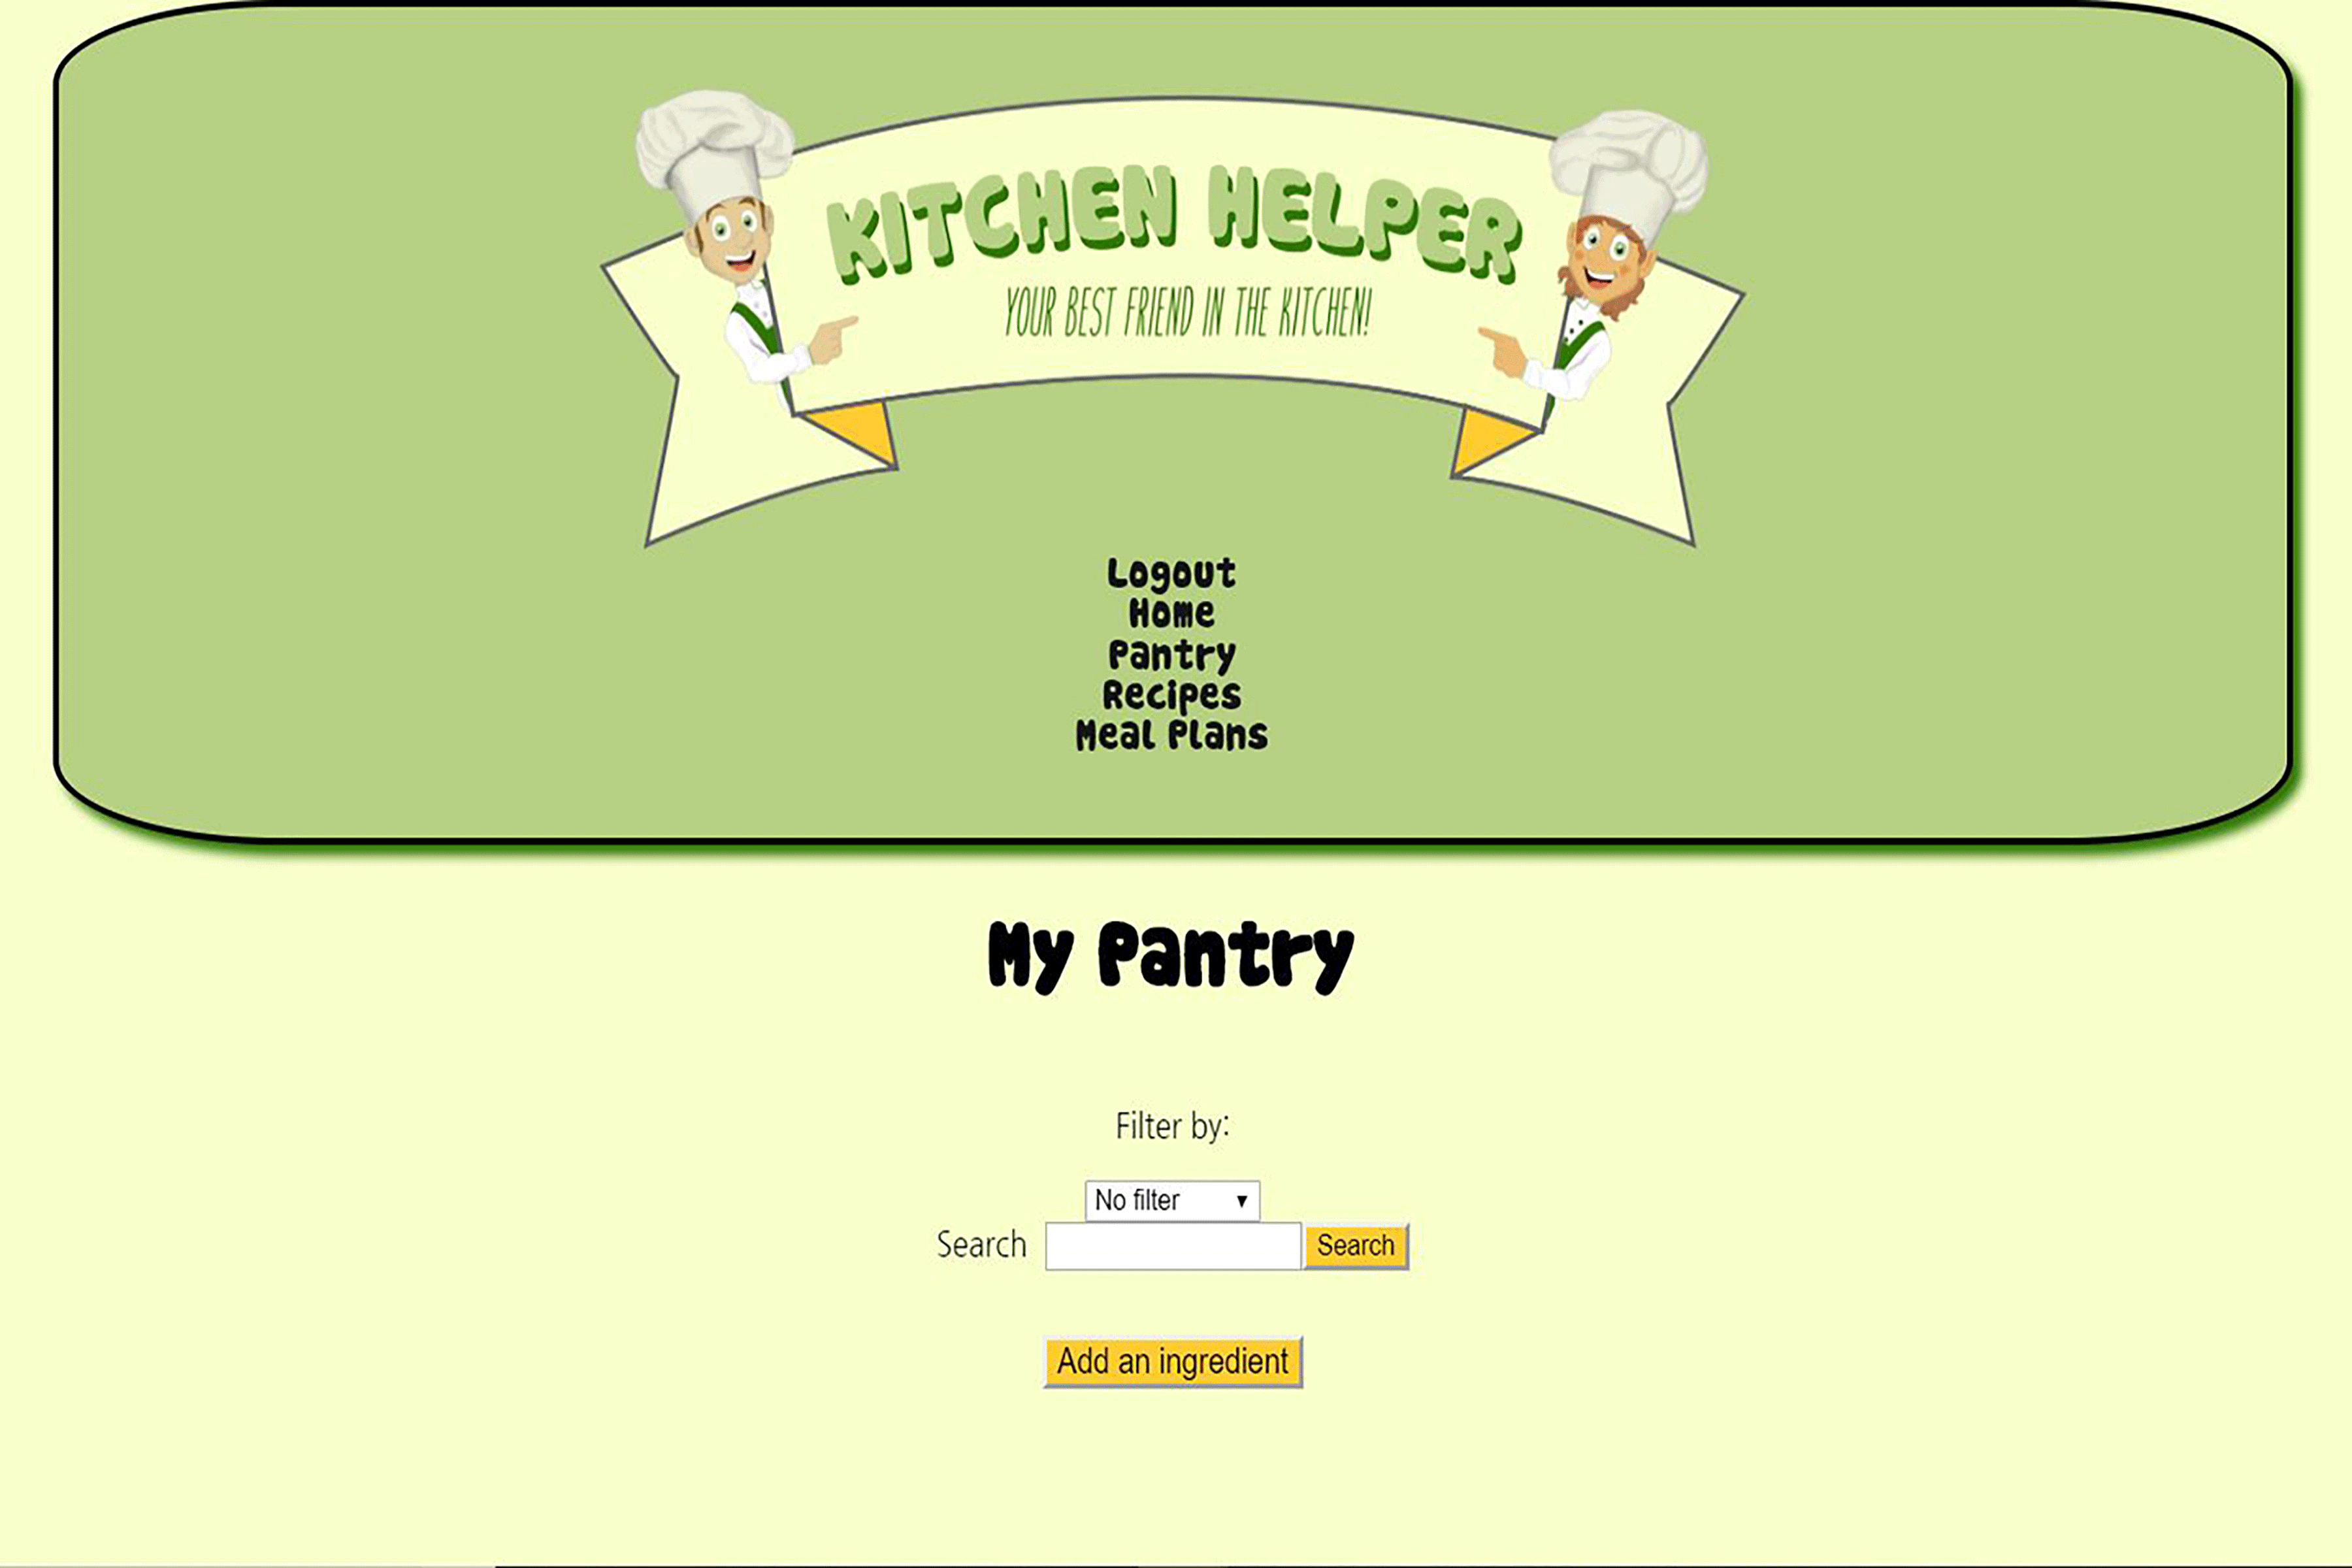 KITCHEN HELPER
YOUR BEST FRIEND IN THE KITCHEN!
Logout
Home
Pantry
Recipes
Meal Plans
My Pantry
Filter by:
No filter
Search Search
Add an ingredient